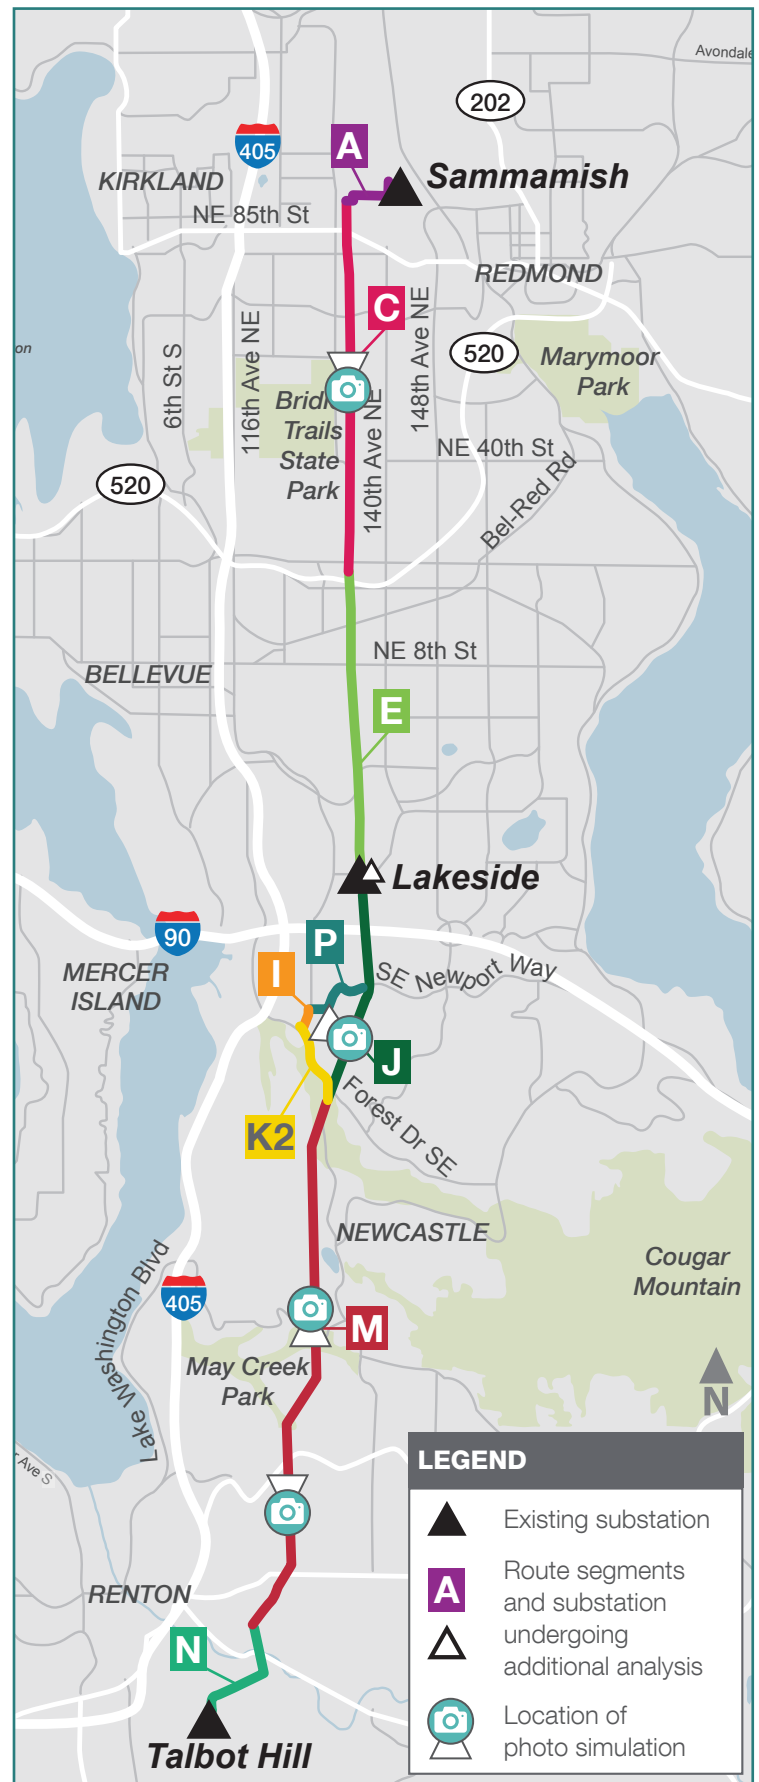 Avondale
202
405
A
Sammamish
KIRKLAND
NE 85th St
REDMOND
C
148th Ave NE
116th Ave NE
6th St S
on
520
Marymoor
Park
Bridl
Trails
State
Park
140th Ave NE
NE 40th St
Bel-Red Rd
520
NE 8th St
BELLEVUE
E
Lakeside
90
P
I
SE Newport Way
MERCER
ISLAND
J
K2
Forest Dr SE
NEWCASTLE
Cougar
Mountain
Lake Washington Blvd
405
M
May Creek
Park
N
r Ave S
RENTON
N
Talbot Hill
LEGEND
Existing substation
A
Route segments
and substation
undergoing
additional analysis
Location of
photo simulation